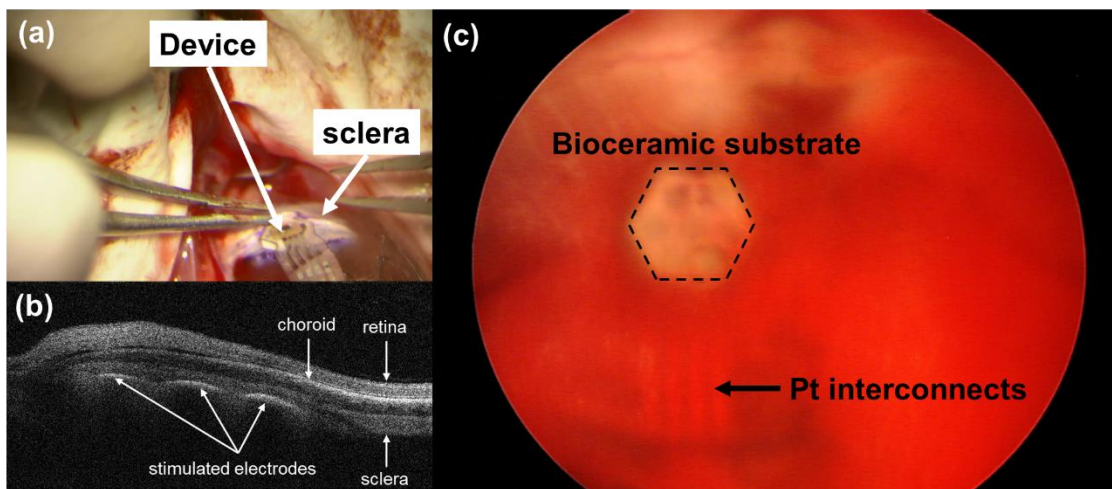 (a)
Device
sclera
(b)
choroid
retina
stimulated electrodes
sclera
(c)
Bioceramic substrate
Pt interconnects